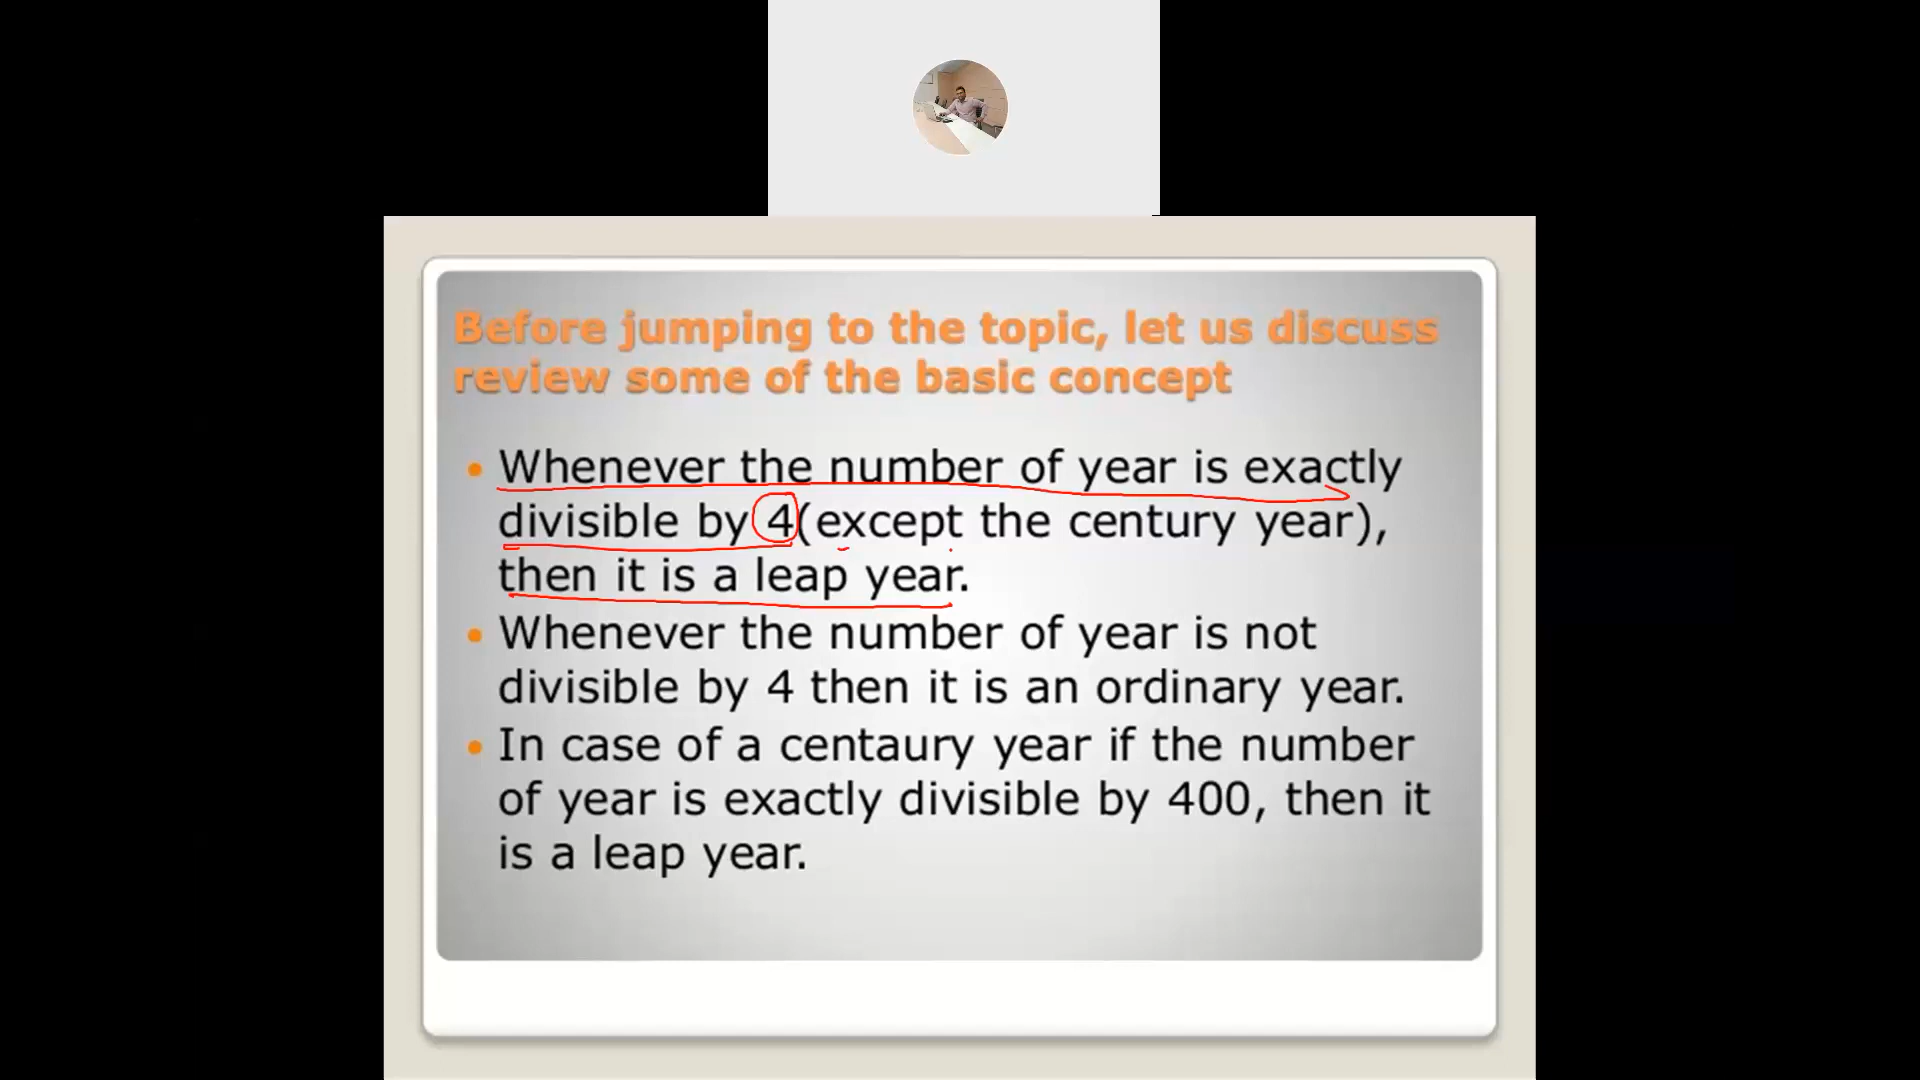 Before jumping to the topic, let us discuss
review some of the basic concept
Whenever the number of year is exactly
divisible by 4(except the century year),
then it is a leap year.
Whenever the number of year is not
divisible by 4 then it is an ordinary year.
In case of a centaury year if the number
of year is exactly divisible by 400, then it
is a leap year.